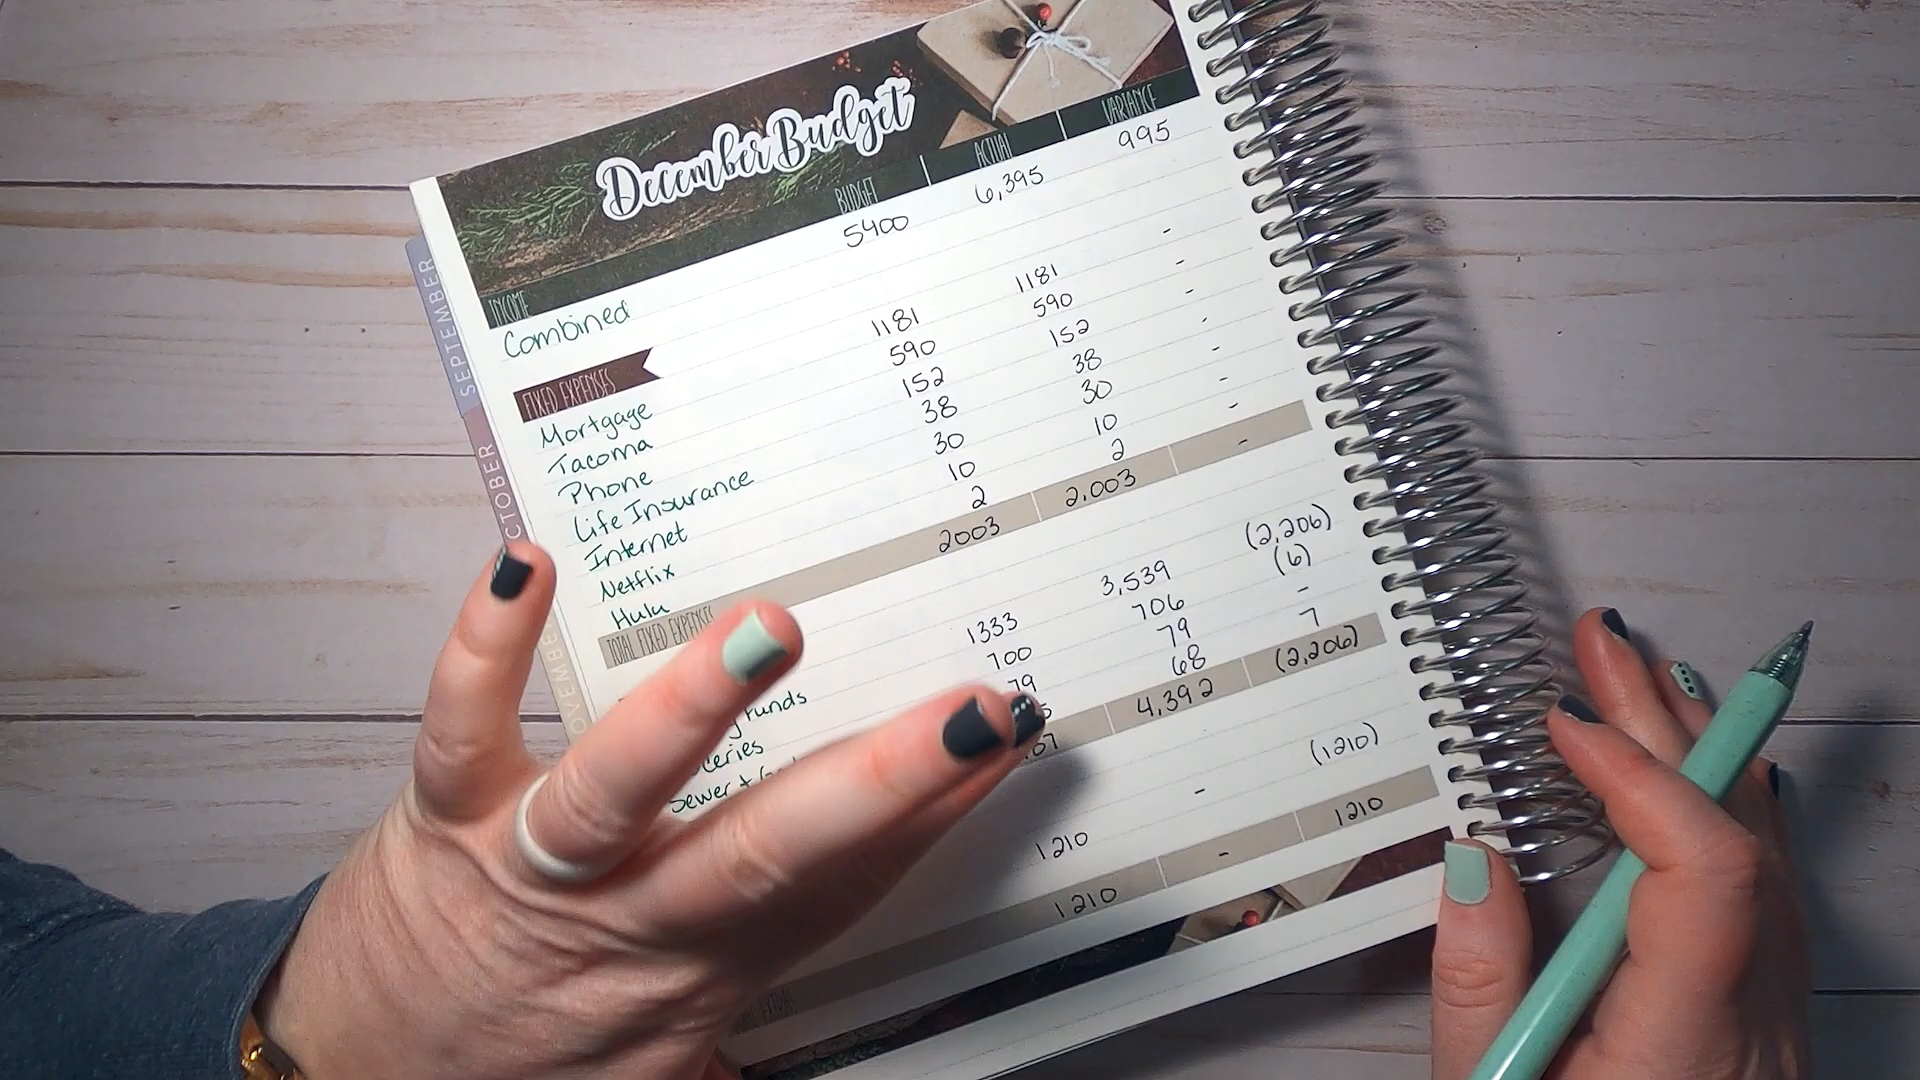 December Budget
BUDGET ACTUAL VARIANCE
INCOME
Combined 5400 6,395 995
FIXED EXPENSES
Mortgage 1181 1181 -
Tacoma 590 590 -
Phone 152 152 -
Life Insurance 38 38 -
Internet 30 30 -
Netflix 10 10 -
Hulu 2 2 -
TOTAL FIXED EXPENSES 2003 2,003 -
1333 3,539 (2,206)
700 706 (6)
79 79 -
Sewer + 68 7
4,392 (2,206)
1210 - (1210)
1210 - 1210
SEPTEMBER